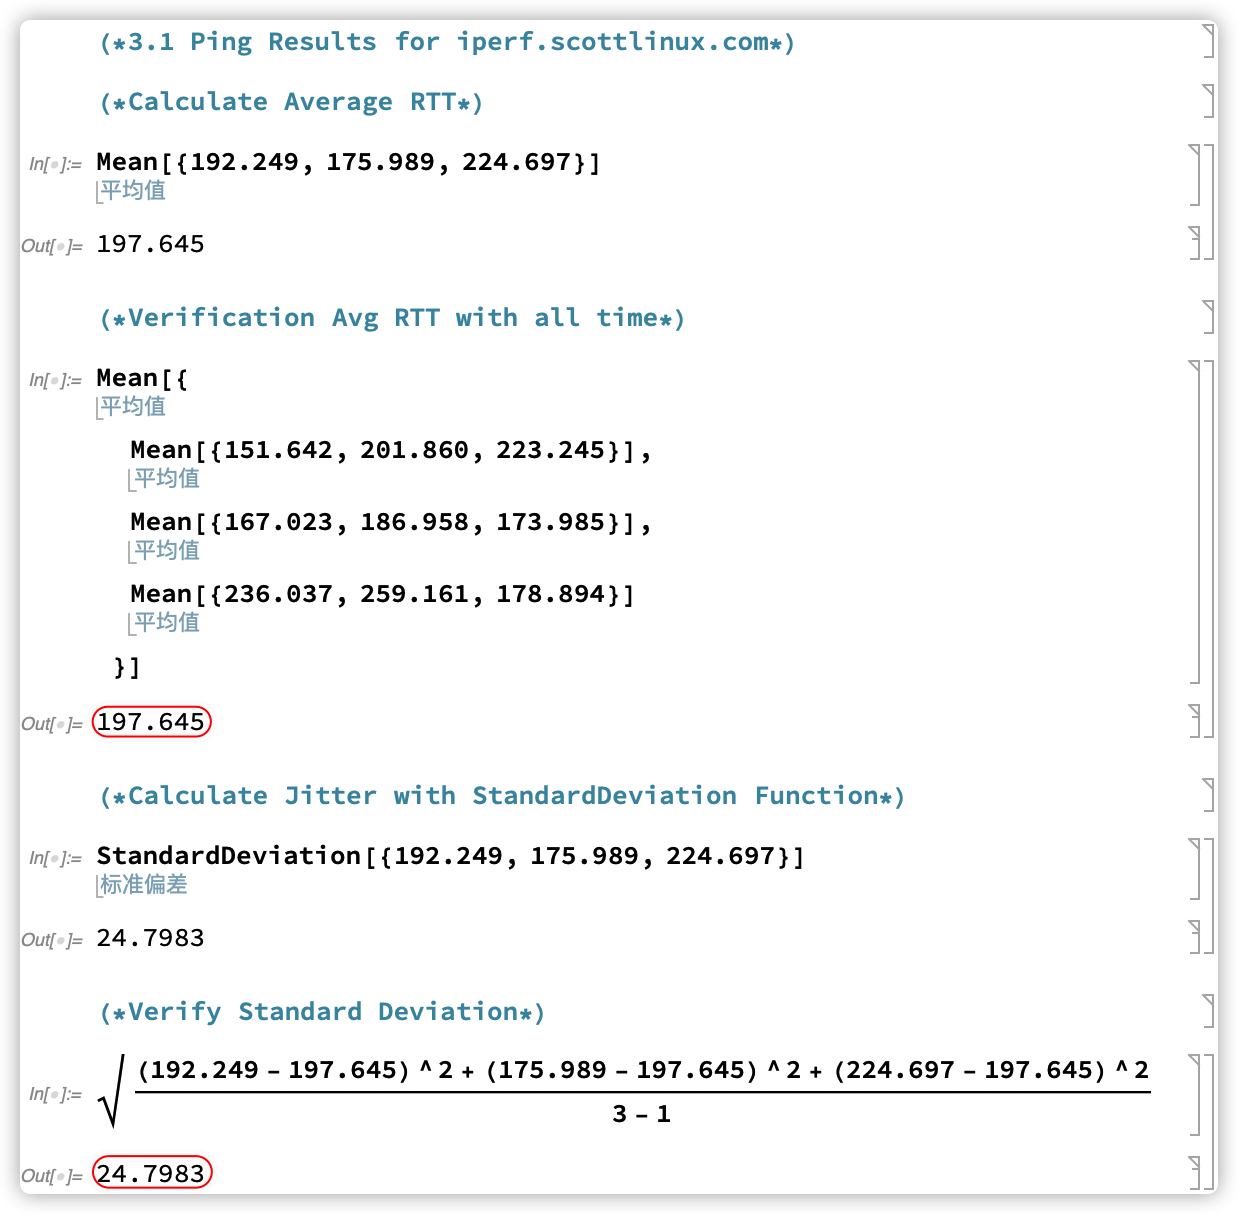 (*3.1 Ping Results for iperf.scottlinux.com*)
(*Calculate Average RTT*)
In[•]:= Mean[{192.249, 175.989, 224.697}]
平均值
Out[•]= 197.645
(*Verification Avg RTT with all time*)
In[•]:= Mean[{
平均值
Mean[{151.642, 201.860, 223.245}],
平均值
Mean[{167.023, 186.958, 173.985}],
平均值
Mean[{236.037, 259.161, 178.894}]
平均值
}]
Out[•]= 197.645
(*Calculate Jitter with StandardDeviation Function*)
In[•]:= StandardDeviation[{192.249, 175.989, 224.697}]
标准偏差
Out[•]= 24.7983
(*Verify Standard Deviation*)
(192.249 – 197.645) ^ 2 + (175.989 – 197.645) ^ 2 + (224.697 – 197.645) ^ 2
In[•]:= √
3 – 1
Out[•]= 24.7983